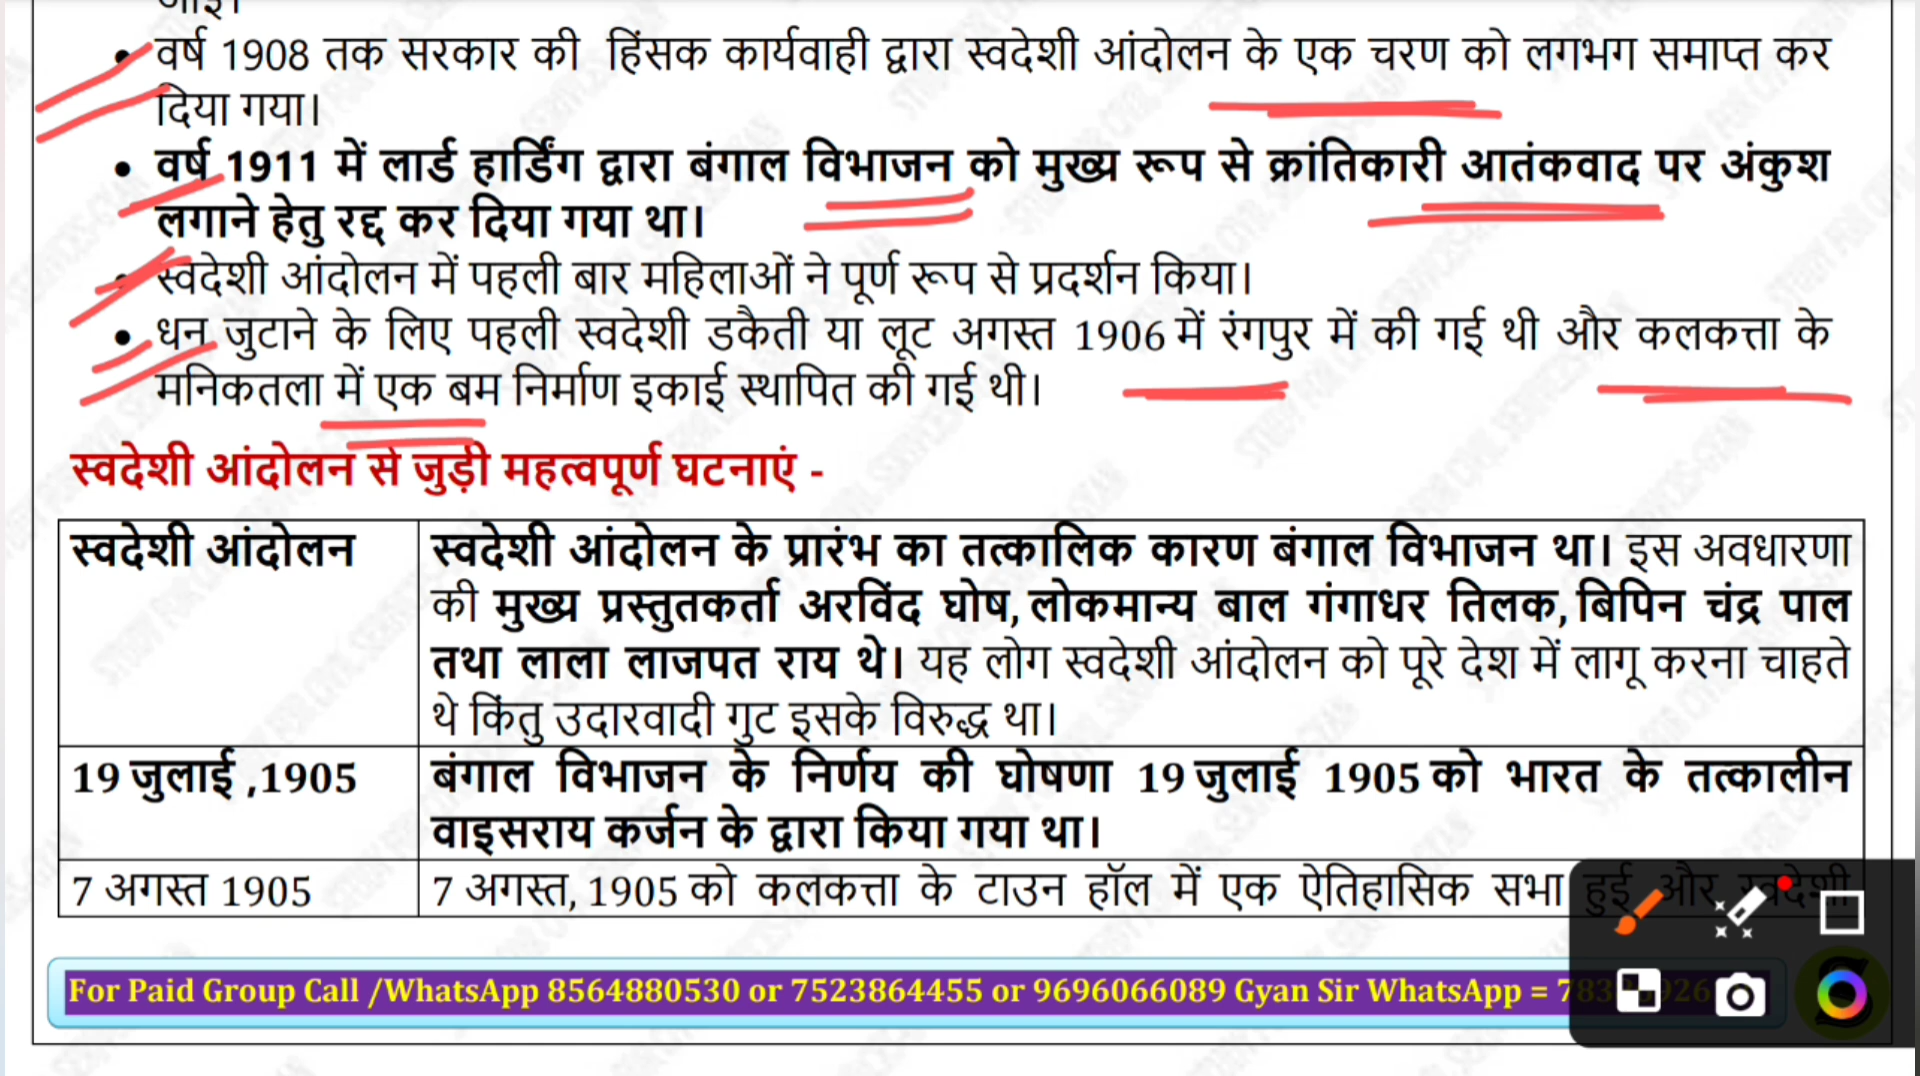 वर्ष 1908 तक सरकार की हिंसक कार्यवाही द्वारा स्वदेशी आंदोलन के एक चरण को लगभग समाप्त कर
दिया गया।
वर्ष 1911 में लार्ड हार्डिंग द्वारा बंगाल विभाजन को मुख्य रूप से क्रांतिकारी आतंकवाद पर अंकुश
लगाने हेतु रद्द कर दिया गया था।
स्वदेशी आंदोलन में पहली बार महिलाओं ने पूर्ण रूप से प्रदर्शन किया।
धन जुटाने के लिए पहली स्वदेशी डकैती या लूट अगस्त 1906 में रंगपुर में की गई थी और कलकत्ता के
मनिकतला में एक बम निर्माण इकाई स्थापित की गई थी।
स्वदेशी आंदोलन से जुड़ी महत्वपूर्ण घटनाएं -
स्वदेशी आंदोलन
स्वदेशी आंदोलन के प्रारंभ का तत्कालिक कारण बंगाल विभाजन था। इस अवधारणा
की मुख्य प्रस्तुतकर्ता अरविंद घोष, लोकमान्य बाल गंगाधर तिलक, बिपिन चंद्र पाल
तथा लाला लाजपत राय थे। यह लोग स्वदेशी आंदोलन को पूरे देश में लागू करना चाहते
थे किंतु उदारवादी गुट इसके विरुद्ध था।
19 जुलाई ,1905
बंगाल विभाजन के निर्णय की घोषणा 19 जुलाई 1905 को भारत के तत्कालीन
वाइसराय कर्जन के द्वारा किया गया था।
7 अगस्त 1905
7 अगस्त, 1905 को कलकत्ता के टाउन हॉल में एक ऐतिहासिक सभा हुई और स्वदेशी
For Paid Group Call /WhatsApp 8564880530 or 7523864455 or 9696066089 Gyan Sir WhatsApp =